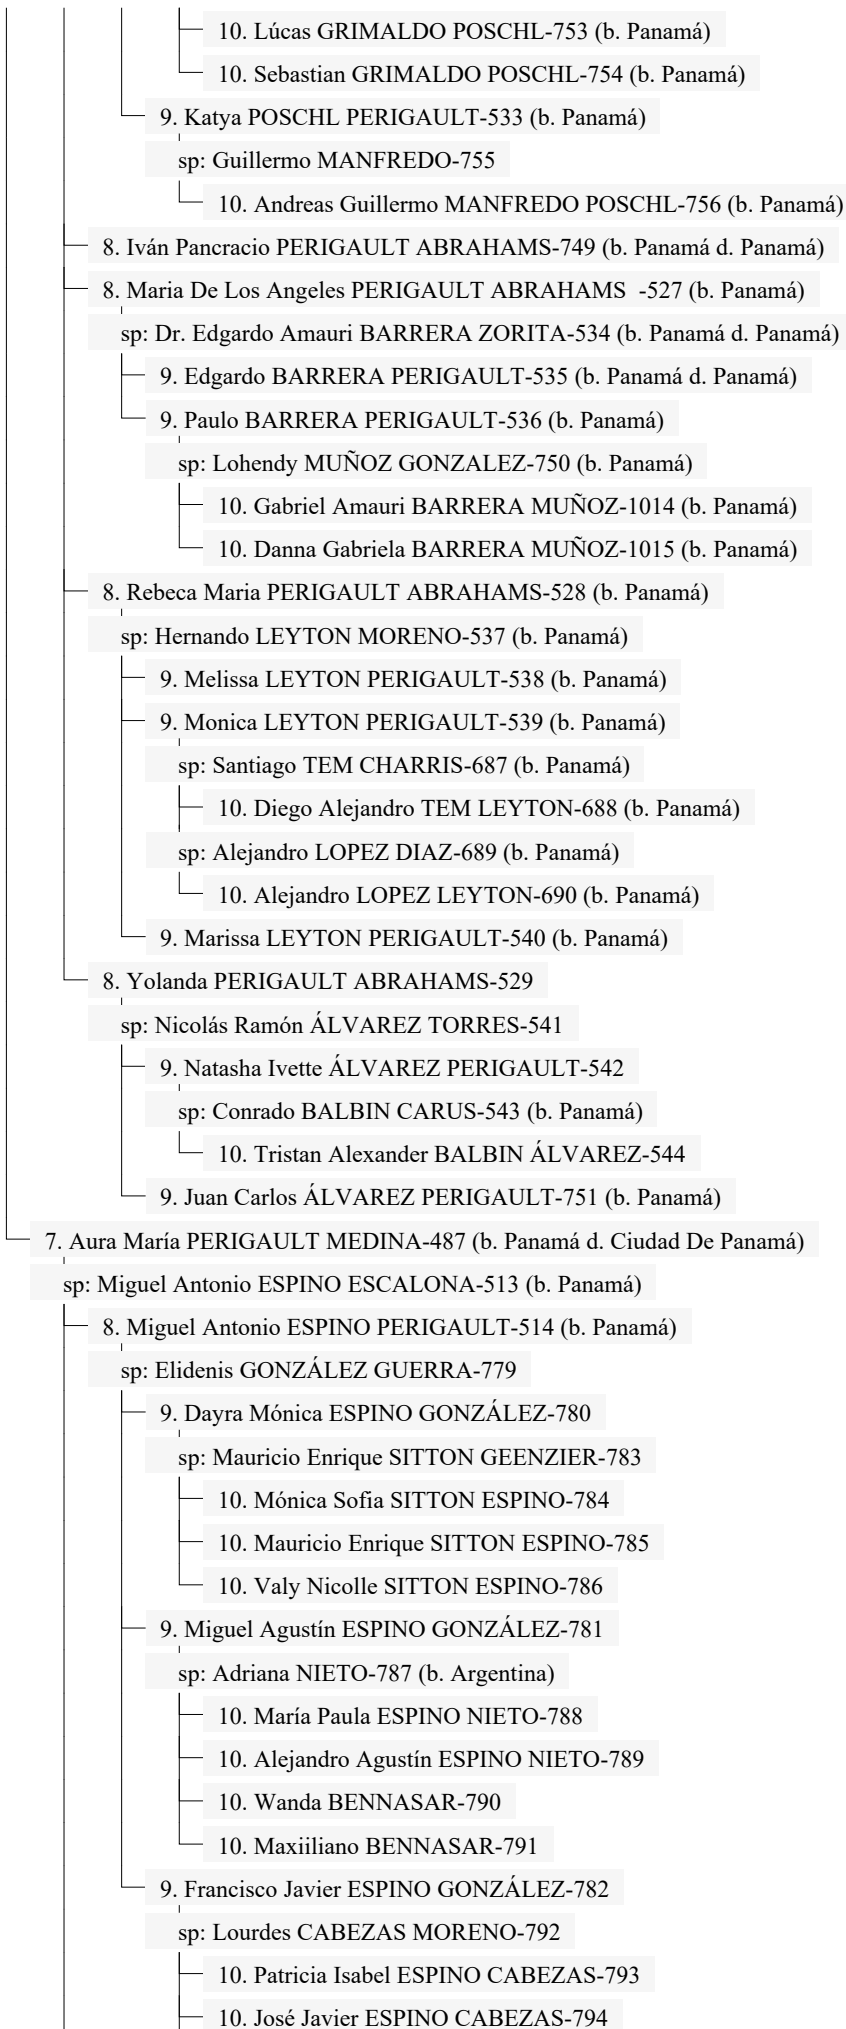 10. Lúcas GRIMALDO POSCHL-753 (b. Panamá)
10. Sebastian GRIMALDO POSCHL-754 (b. Panamá)
9. Katya POSCHL PERIGAULT-533 (b. Panamá)
sp: Guillermo MANFREDO-755
10. Andreas Guillermo MANFREDO POSCHL-756 (b. Panamá)
8. Iván Pancracio PERIGAULT ABRAHAMS-749 (b. Panamá d. Panamá)
8. Maria De Los Angeles PERIGAULT ABRAHAMS -527 (b. Panamá)
sp: Dr. Edgardo Amauri BARRERA ZORITA-534 (b. Panamá d. Panamá)
9. Edgardo BARRERA PERIGAULT-535 (b. Panamá d. Panamá)
9. Paulo BARRERA PERIGAULT-536 (b. Panamá)
sp: Lohendy MUÑOZ GONZALEZ-750 (b. Panamá)
10. Gabriel Amauri BARRERA MUÑOZ-1014 (b. Panamá)
10. Danna Gabriela BARRERA MUÑOZ-1015 (b. Panamá)
8. Rebeca Maria PERIGAULT ABRAHAMS-528 (b. Panamá)
sp: Hernando LEYTON MORENO-537 (b. Panamá)
9. Melissa LEYTON PERIGAULT-538 (b. Panamá)
9. Monica LEYTON PERIGAULT-539 (b. Panamá)
sp: Santiago TEM CHARRIS-687 (b. Panamá)
10. Diego Alejandro TEM LEYTON-688 (b. Panamá)
sp: Alejandro LOPEZ DIAZ-689 (b. Panamá)
10. Alejandro LOPEZ LEYTON-690 (b. Panamá)
9. Marissa LEYTON PERIGAULT-540 (b. Panamá)
8. Yolanda PERIGAULT ABRAHAMS-529
sp: Nicolás Ramón ÁLVAREZ TORRES-541
9. Natasha Ivette ÁLVAREZ PERIGAULT-542
sp: Conrado BALBIN CARUS-543 (b. Panamá)
10. Tristan Alexander BALBIN ÁLVAREZ-544
9. Juan Carlos ÁLVAREZ PERIGAULT-751 (b. Panamá)
7. Aura María PERIGAULT MEDINA-487 (b. Panamá d. Ciudad De Panamá)
sp: Miguel Antonio ESPINO ESCALONA-513 (b. Panamá)
8. Miguel Antonio ESPINO PERIGAULT-514 (b. Panamá)
sp: Elidenis GONZÁLEZ GUERRA-779
9. Dayra Mónica ESPINO GONZÁLEZ-780
sp: Mauricio Enrique SITTON GEENZIER-783
10. Mónica Sofia SITTON ESPINO-784
10. Mauricio Enrique SITTON ESPINO-785
10. Valy Nicolle SITTON ESPINO-786
9. Miguel Agustín ESPINO GONZÁLEZ-781
sp: Adriana NIETO-787 (b. Argentina)
10. María Paula ESPINO NIETO-788
10. Alejandro Agustín ESPINO NIETO-789
10. Wanda BENNASAR-790
10. Maxiiliano BENNASAR-791
9. Francisco Javier ESPINO GONZÁLEZ-782
sp: Lourdes CABEZAS MORENO-792
10. Patricia Isabel ESPINO CABEZAS-793
10. José Javier ESPINO CABEZAS-794